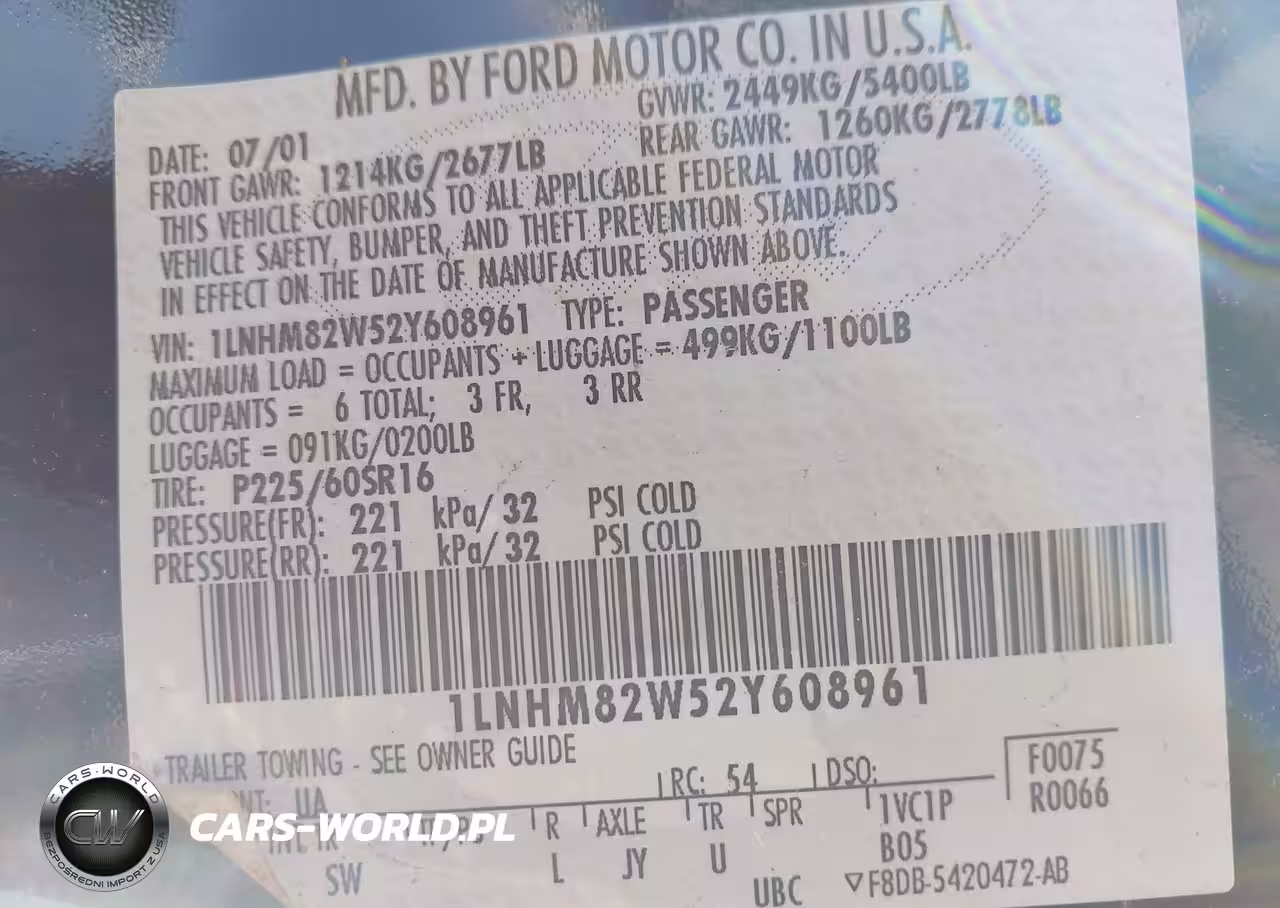 MFD. BY FORD MOTOR CO. IN U.S.A.
DATE: 07/01 GVWR: 2449KG/5400LB
FRONT GAWR: 1214KG/2677LB REAR GAWR: 1260KG/2778LB
THIS VEHICLE CONFORMS TO ALL APPLICABLE FEDERAL MOTOR
VEHICLE SAFETY, BUMPER, AND THEFT PREVENTION STANDARDS
IN EFFECT ON THE DATE OF MANUFACTURE SHOWN ABOVE.
VIN: 1LNHM82W52Y608961 TYPE: PASSENGER
MAXIMUM LOAD = OCCUPANTS + LUGGAGE = 499KG/1100LB
OCCUPANTS = 6 TOTAL; 3 FR, 3 RR
LUGGAGE = 091KG/0200LB
TIRE: P225/60SR16
PRESSURE(FR): 221 kPa/ 32 PSI COLD
PRESSURE(RR): 221 kPa/ 32 PSI COLD
1LNHM82W52Y608961
TRAILER TOWING - SEE OWNER GUIDE
UA RC: 54 DSO: F0075
R0066
R AXLE TR SPR 1VC1P
SW L JY U B05
UBC ▽F8DB-5420472-AB
CARS-WORLD
CW
BEZPOŚREDNI IMPORT Z USA
CARS-WORLD.PL